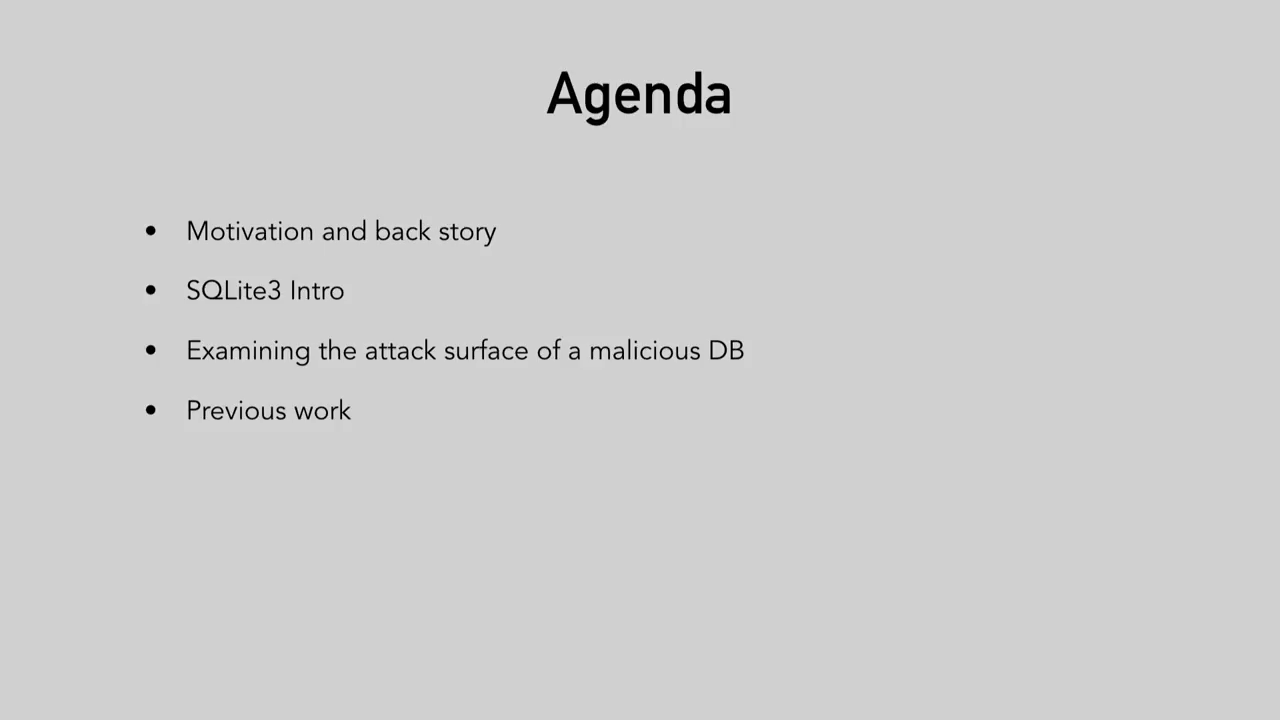 Agenda
• Motivation and back story
• SQLite3 Intro
• Examining the attack surface of a malicious DB
• Previous work